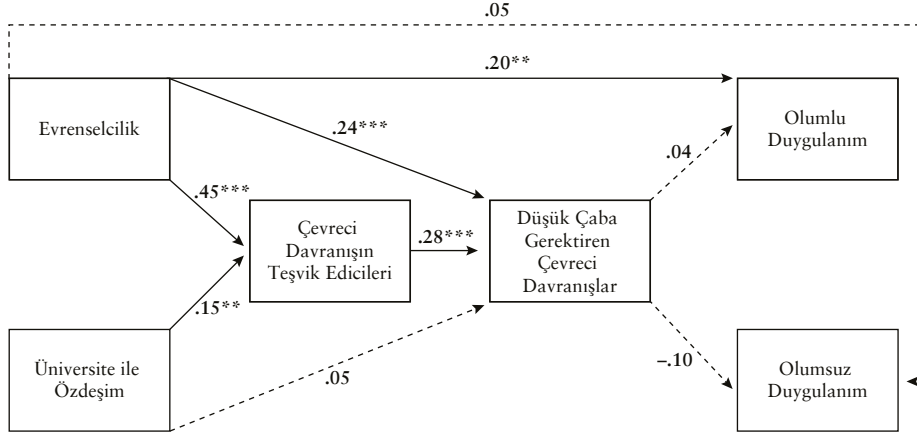 .05
.20**
Evrenselcilik
Olumlu
Duygulanım
.24***
.04
.45***
Çevreci
Davranışın
Teşvik Edicileri
.28***
Düşük Çaba
Gerektiren
Çevreci
Davranışlar
.15**
Üniversite ile
Özdeşim
.05
–.10
Olumsuz
Duygulanım